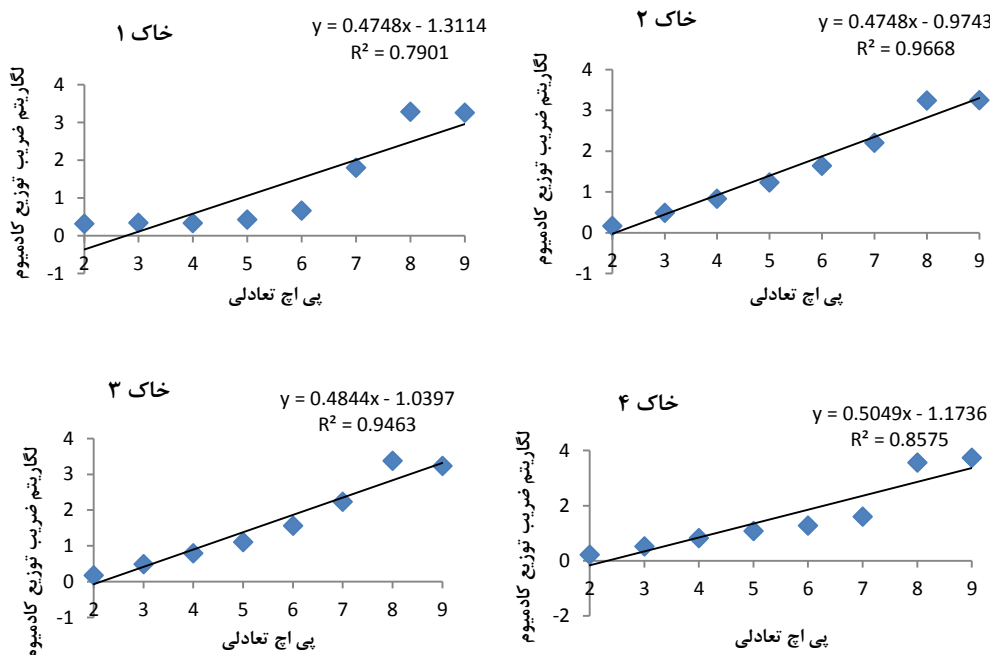 خاک ۱
y = 0.4748x - 1.3114
R² = 0.7901
لگاریتم ضریب توزیع کادمیوم
4
3
2
1
0
-1
2 3 4 5 6 7 8 9
پی اچ تعادلی
خاک ۲
y = 0.4748x - 0.9743
R² = 0.9668
لگاریتم ضریب توزیع کادمیوم
4
3
2
1
0
-1
2 3 4 5 6 7 8 9
پی اچ تعادلی
خاک ۳
y = 0.4844x - 1.0397
R² = 0.9463
لگاریتم ضریب توزیع کادمیوم
4
3
2
1
0
-1
2 3 4 5 6 7 8 9
پی اچ تعادلی
خاک ۴
y = 0.5049x - 1.1736
R² = 0.8575
لگاریتم ضریب توزیع کادمیوم
4
2
0
-2
2 3 4 5 6 7 8 9
پی اچ تعادلی